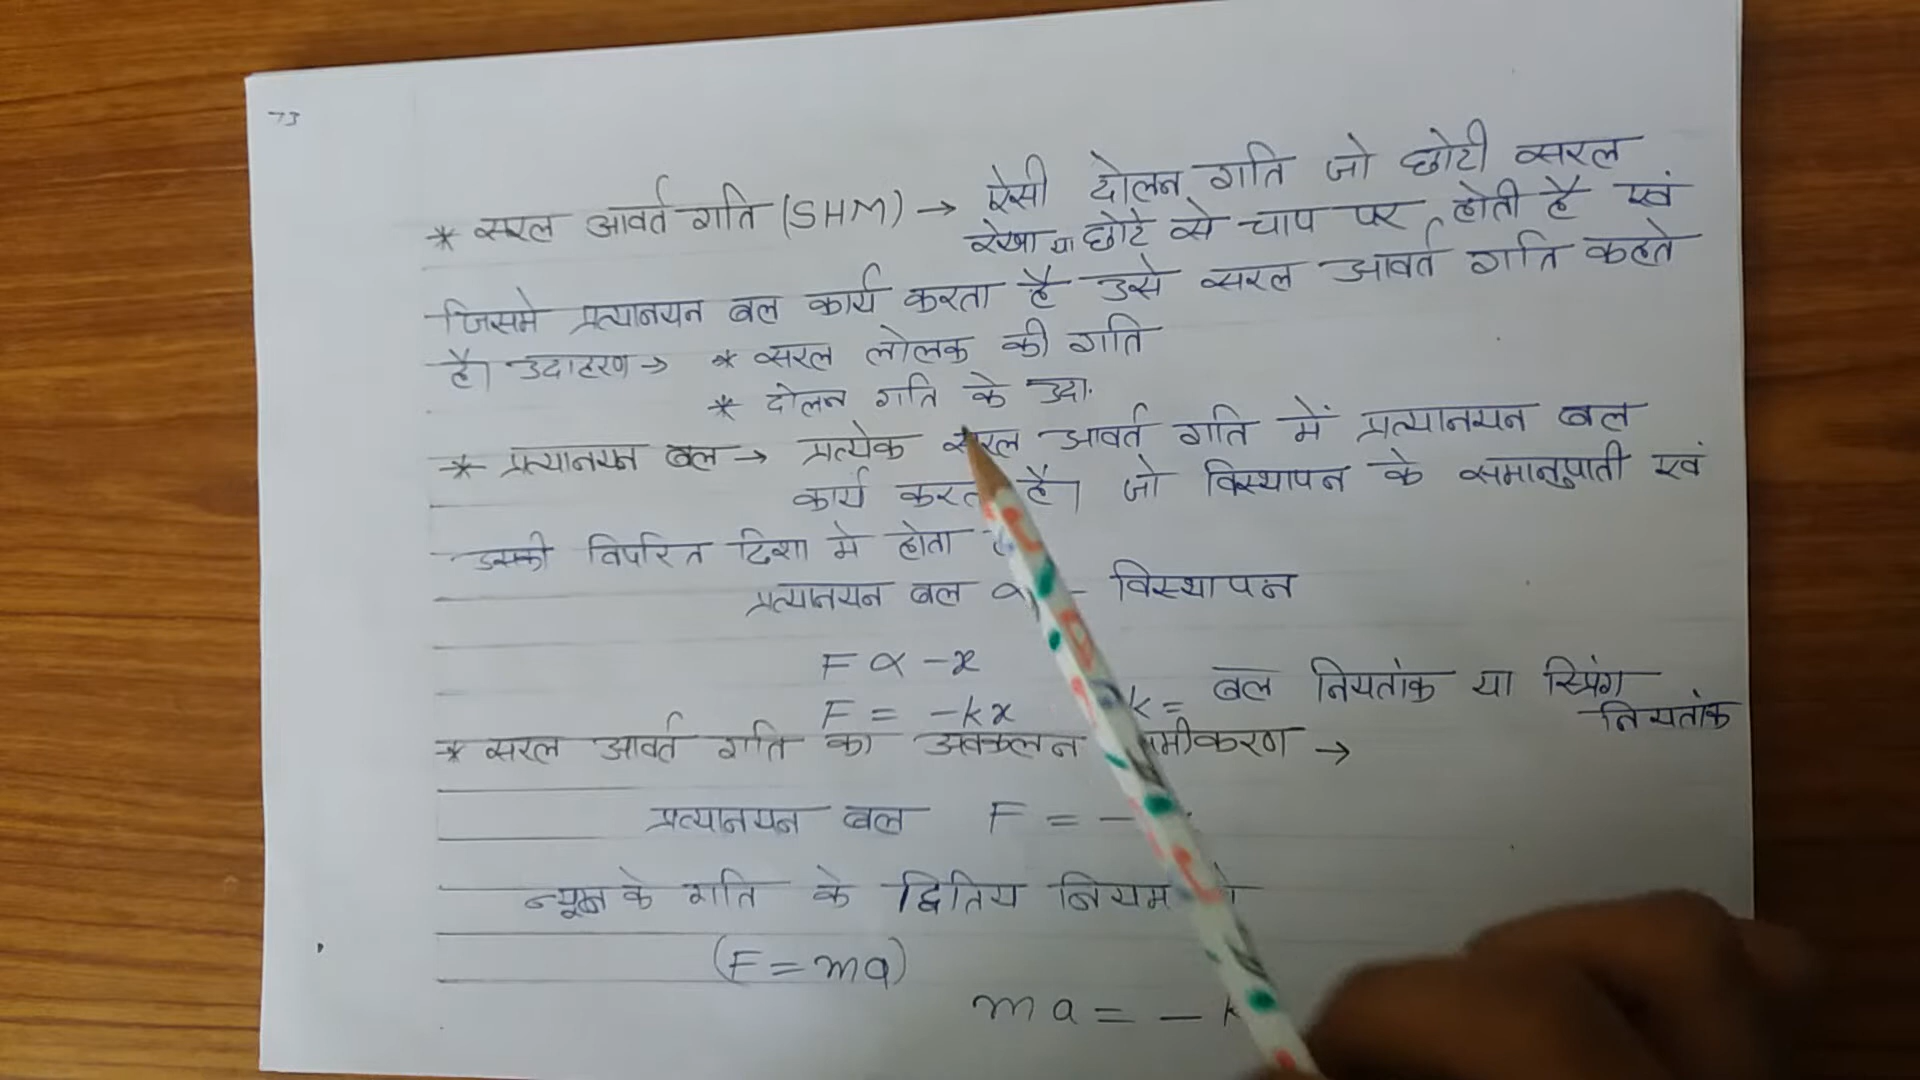 73
* सरल आवर्त गति (SHM) → ऐसी दोलन गति जो छोटी सरल
रेखा या छोटे से चाप पर होती है एवं
जिसमे प्रत्यानयन बल कार्य करता है उसे सरल आवर्त गति कहते
है। उदाहरण → * सरल लोलक की गति
* दोलन गति के उदा.
* प्रत्यानयन बल → प्रत्येक सरल आवर्त गति में प्रत्यानयन बल
कार्य करता है। जो विस्थापन के समानुपाती एवं
उसकी विपरित दिशा मे होता
प्रत्यानयन बल ∝ - विस्थापन
F ∝ -x
F = -kx k = बल नियतांक या स्प्रिंग
नियतांक
* सरल आवर्त गति का अवकलन समीकरण →
प्रत्यानयन बल F = -
न्यूटन के गति के द्वितिय नियम
(F = ma)
ma = - k